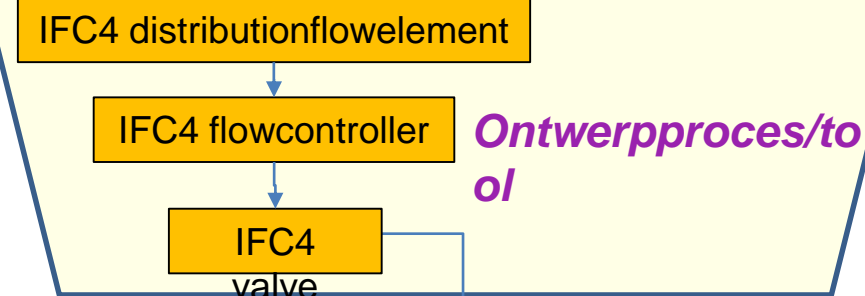 IFC4 distributionflowelement
IFC4 flowcontroller
Ontwerpproces/to
ol
IFC4
valve